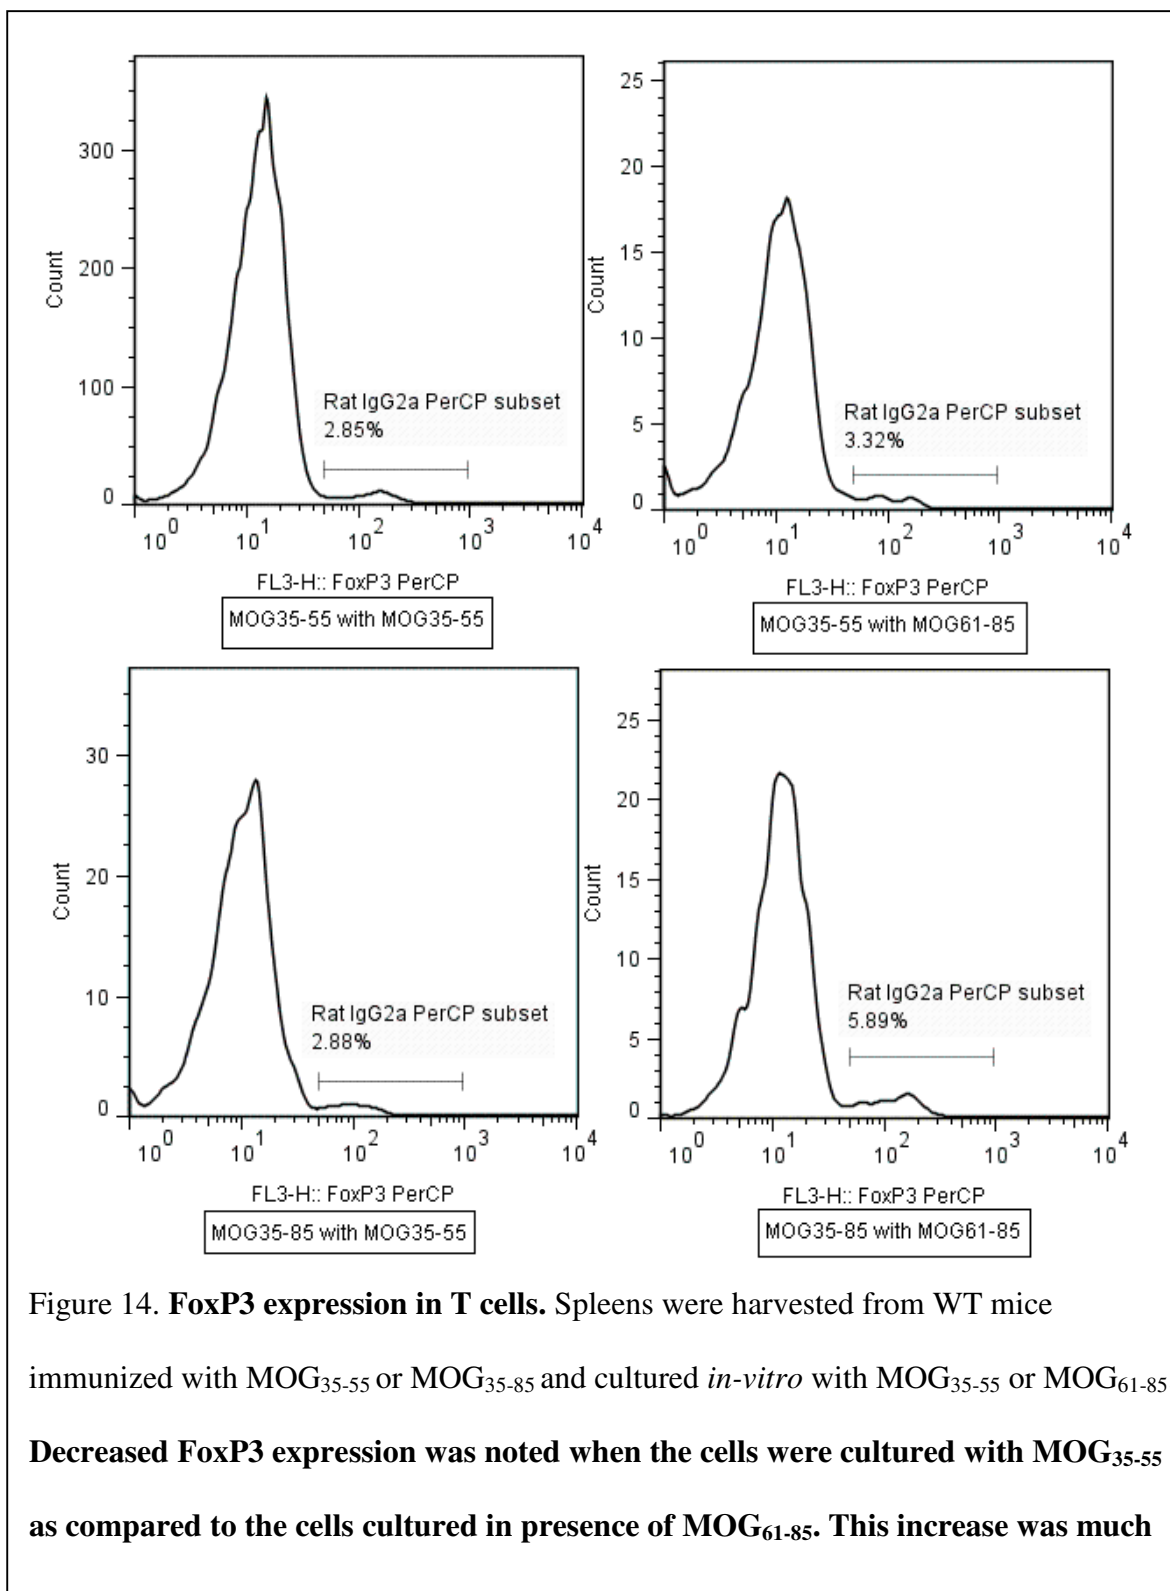 300
200
100
0
Count
Rat IgG2a PerCP subset
2.85%
10^0 10^1 10^2 10^3 10^4
FL3-H:: FoxP3 PerCP
MOG35-55 with MOG35-55
25
20
15
10
5
0
Count
Rat IgG2a PerCP subset
3.32%
10^0 10^1 10^2 10^3 10^4
FL3-H:: FoxP3 PerCP
MOG35-55 with MOG61-85
30
20
10
0
Count
Rat IgG2a PerCP subset
2.88%
10^0 10^1 10^2 10^3 10^4
FL3-H:: FoxP3 PerCP
MOG35-85 with MOG35-55
25
20
15
10
5
0
Count
Rat IgG2a PerCP subset
5.89%
10^0 10^1 10^2 10^3 10^4
FL3-H:: FoxP3 PerCP
MOG35-85 with MOG61-85
Figure 14. FoxP3 expression in T cells. Spleens were harvested from WT mice
immunized with MOG35-55 or MOG35-85 and cultured in-vitro with MOG35-55 or MOG61-85
Decreased FoxP3 expression was noted when the cells were cultured with MOG35-55
as compared to the cells cultured in presence of MOG61-85. This increase was much